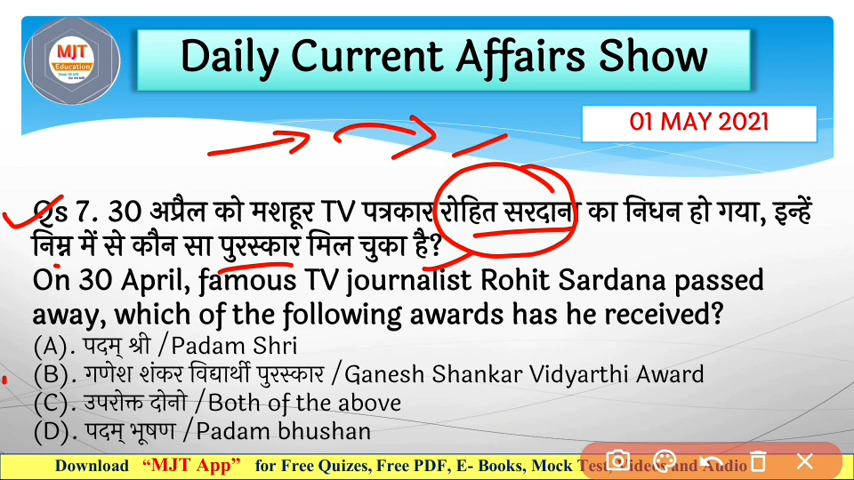 MJT
Education
Daily Current Affairs Show
01 MAY 2021
Qs 7. 30 अप्रैल को मशहूर TV पत्रकार रोहित सरदाना का निधन हो गया, इन्हें
निम्न में से कौन सा पुरस्कार मिल चुका है?
On 30 April, famous TV journalist Rohit Sardana passed
away, which of the following awards has he received?
(A). पदम् श्री /Padam Shri
(B). गणेश शंकर विद्यार्थी पुरस्कार /Ganesh Shankar Vidyarthi Award
(C). उपरोक्त दोनो /Both of the above
(D). पदम् भूषण /Padam bhushan
Download “MJT App” for Free Quizes, Free PDF, E- Books, Mock Test, Videos and Audio